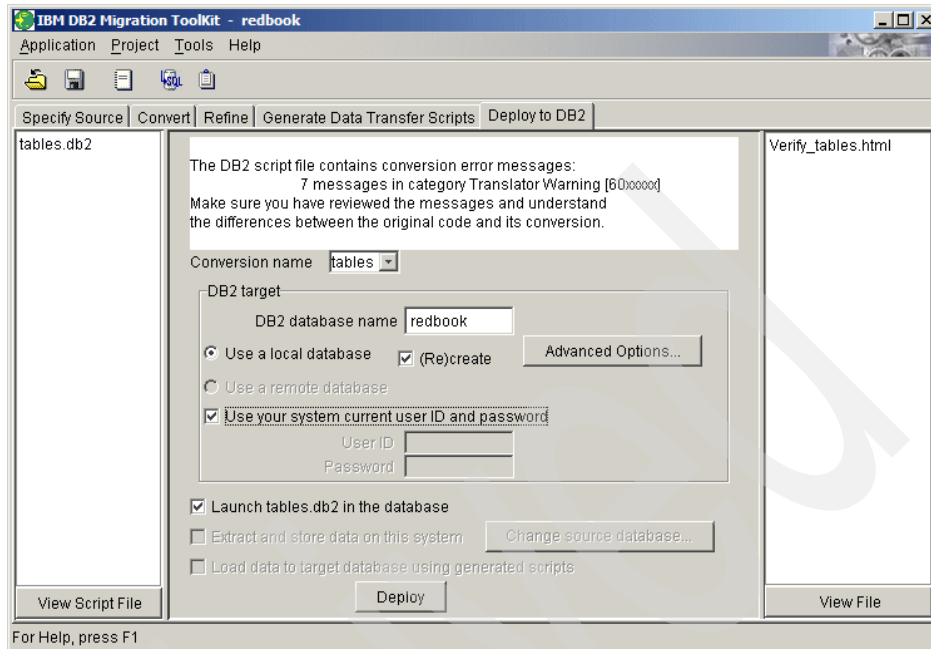 IBM DB2 Migration ToolKit - redbook
Application Project Tools Help
SQL
Specify Source Convert Refine Generate Data Transfer Scripts Deploy to DB2
tables.db2
The DB2 script file contains conversion error messages:
7 messages in category Translator Warning [60xxxxx]
Make sure you have reviewed the messages and understand
the differences between the original code and its conversion.
Verify_tables.html
Conversion name tables
DB2 target
DB2 database name redbook
Use a local database (Re)create Advanced Options...
Use a remote database
Use your system current user ID and password
User ID
Password
Launch tables.db2 in the database
Extract and store data on this system Change source database...
Load data to target database using generated scripts
View Script File Deploy View File
For Help, press F1